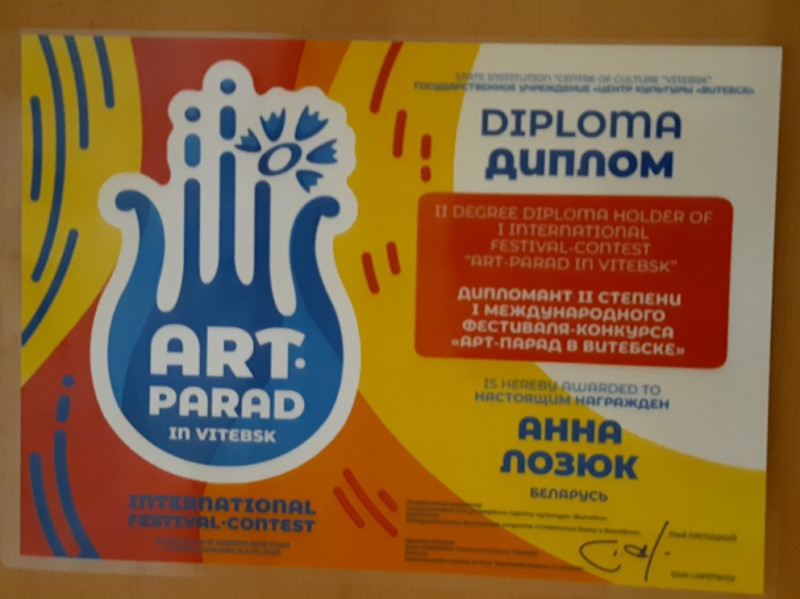 STATE INSTITUTION "CENTRE OF CULTURE "VITEBSK"
ГОСУДАРСТВЕННОЕ УЧРЕЖДЕНИЕ «ЦЕНТР КУЛЬТУРЫ «ВИТЕБСК»
DIPLOMA
ДИПЛОМ
II DEGREE DIPLOMA HOLDER OF
I INTERNATIONAL
FESTIVAL-CONTEST
"ART-PARAD IN VITEBSK"
ДИПЛОМАНТ II СТЕПЕНИ
I МЕЖДУНАРОДНОГО
ФЕСТИВАЛЯ-КОНКУРСА
«АРТ-ПАРАД В ВИТЕБСКЕ»
IS HEREBY AWARDED TO
НАСТОЯЩИМ НАГРАЖДЕН
АННА
ЛОЗЮК
БЕЛАРУСЬ
ART·
PARAD
IN VITEBSK
INTERNATIONAL
FESTIVAL-CONTEST